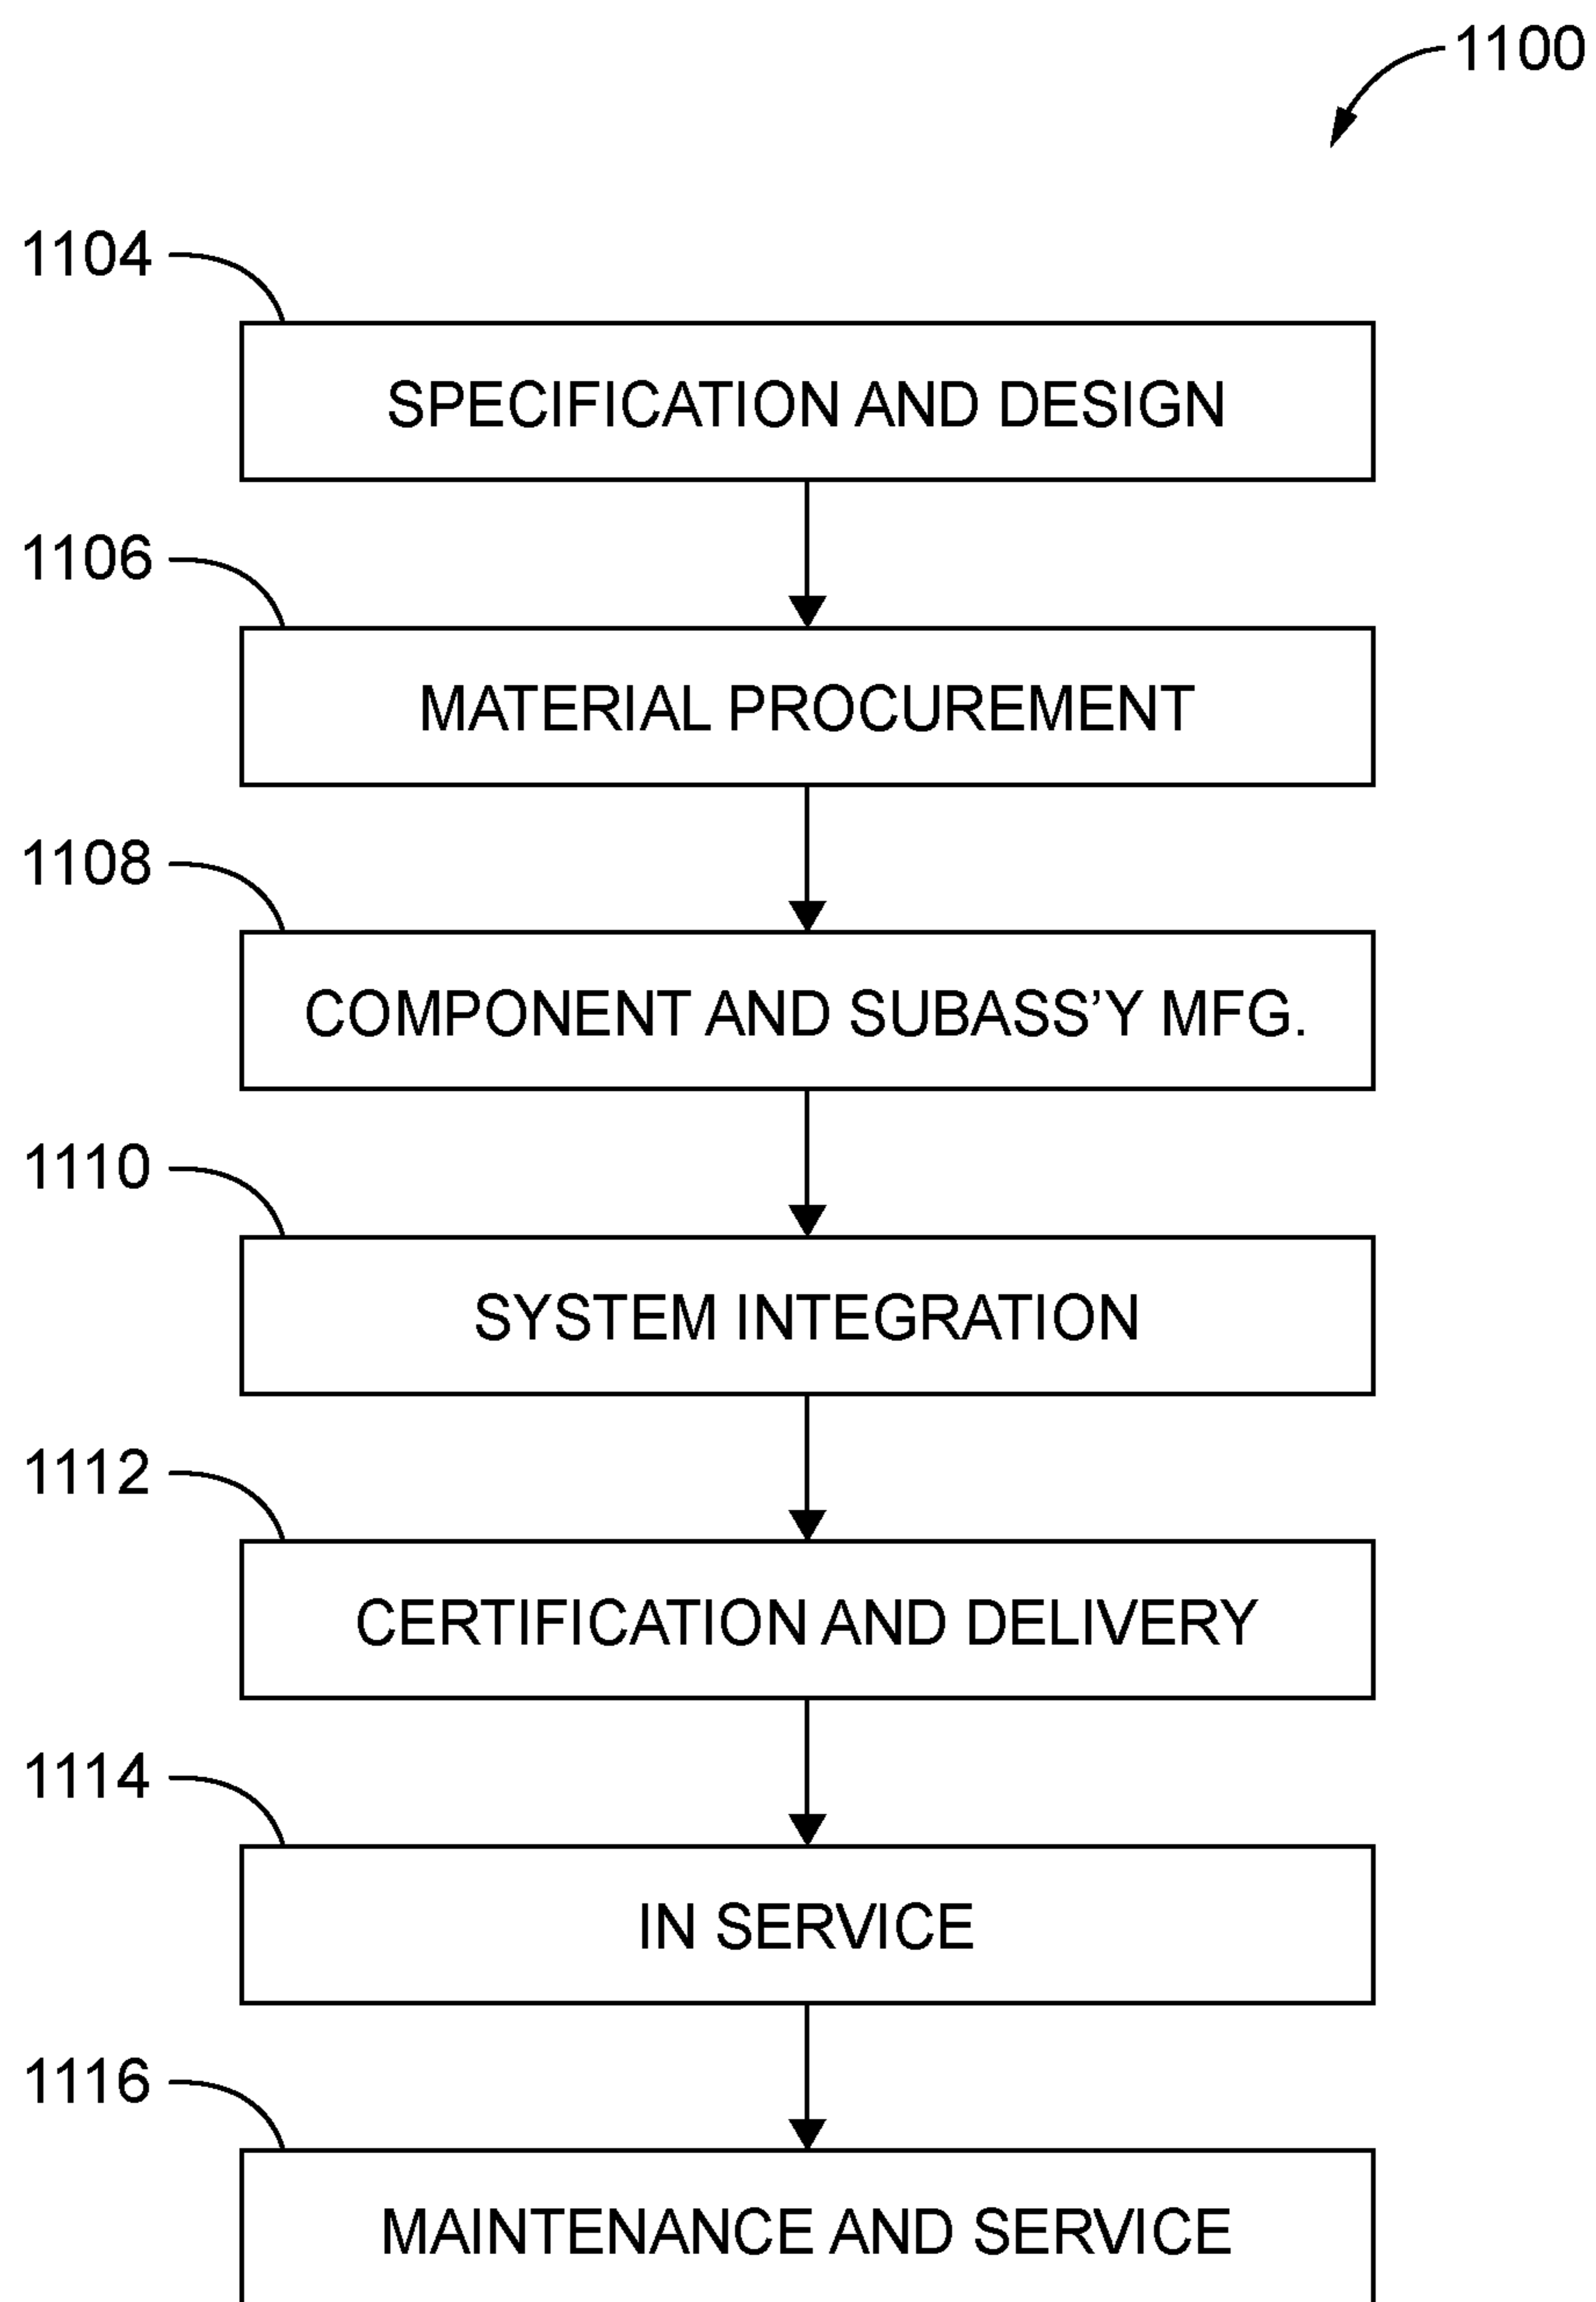 1100
1104
SPECIFICATION AND DESIGN
1106
MATERIAL PROCUREMENT
1108
COMPONENT AND SUBASS’Y MFG.
1110
SYSTEM INTEGRATION
1112
CERTIFICATION AND DELIVERY
1114
IN SERVICE
1116
MAINTENANCE AND SERVICE